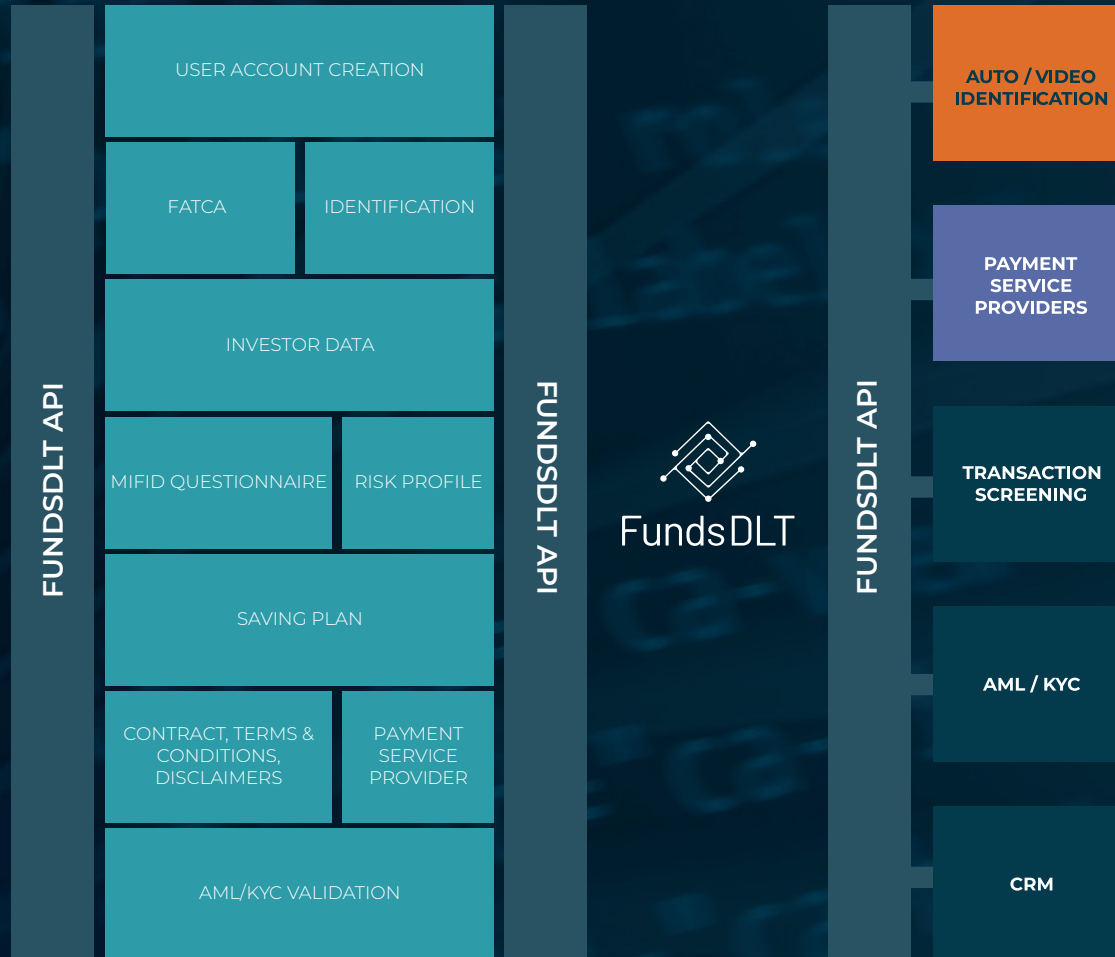 FUNDSDLT API
USER ACCOUNT CREATION
FATCA
IDENTIFICATION
INVESTOR DATA
MIFID QUESTIONNAIRE
RISK PROFILE
SAVING PLAN
CONTRACT, TERMS &
CONDITIONS,
DISCLAIMERS
PAYMENT
SERVICE
PROVIDER
AML/KYC VALIDATION
FUNDSDLT API
FundsDLT
FUNDSDLT API
AUTO / VIDEO
IDENTIFICATION
PAYMENT
SERVICE
PROVIDERS
TRANSACTION
SCREENING
AML / KYC
CRM